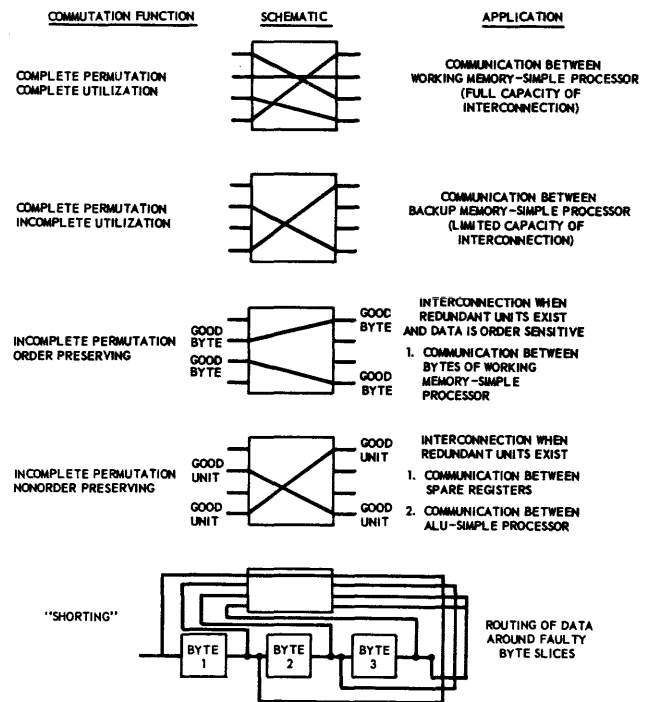 COMMUTATION FUNCTION SCHEMATIC APPLICATION
COMPLETE PERMUTATION
COMPLETE UTILIZATION
COMMUNICATION BETWEEN
WORKING MEMORY-SIMPLE PROCESSOR
(FULL CAPACITY OF
INTERCONNECTION)
COMPLETE PERMUTATION
INCOMPLETE UTILIZATION
COMMUNICATION BETWEEN
BACKUP MEMORY-SIMPLE PROCESSOR
(LIMITED CAPACITY OF
INTERCONNECTION)
INCOMPLETE PERMUTATION
ORDER PRESERVING
GOOD
BYTE
GOOD
BYTE
GOOD
BYTE
GOOD
BYTE
INTERCONNECTION WHEN
REDUNDANT UNITS EXIST
AND DATA IS ORDER SENSITIVE
1. COMMUNICATION BETWEEN
BYTES OF WORKING
MEMORY-SIMPLE
PROCESSOR
INCOMPLETE PERMUTATION
NONORDER PRESERVING
GOOD
UNIT
GOOD
UNIT
GOOD
UNIT
GOOD
UNIT
INTERCONNECTION WHEN
REDUNDANT UNITS EXIST
1. COMMUNICATION BETWEEN
SPARE REGISTERS
2. COMMUNICATION BETWEEN
ALU-SIMPLE PROCESSOR
"SHORTING"
BYTE
1
BYTE
2
BYTE
3
ROUTING OF DATA
AROUND FAULTY
BYTE SLICES